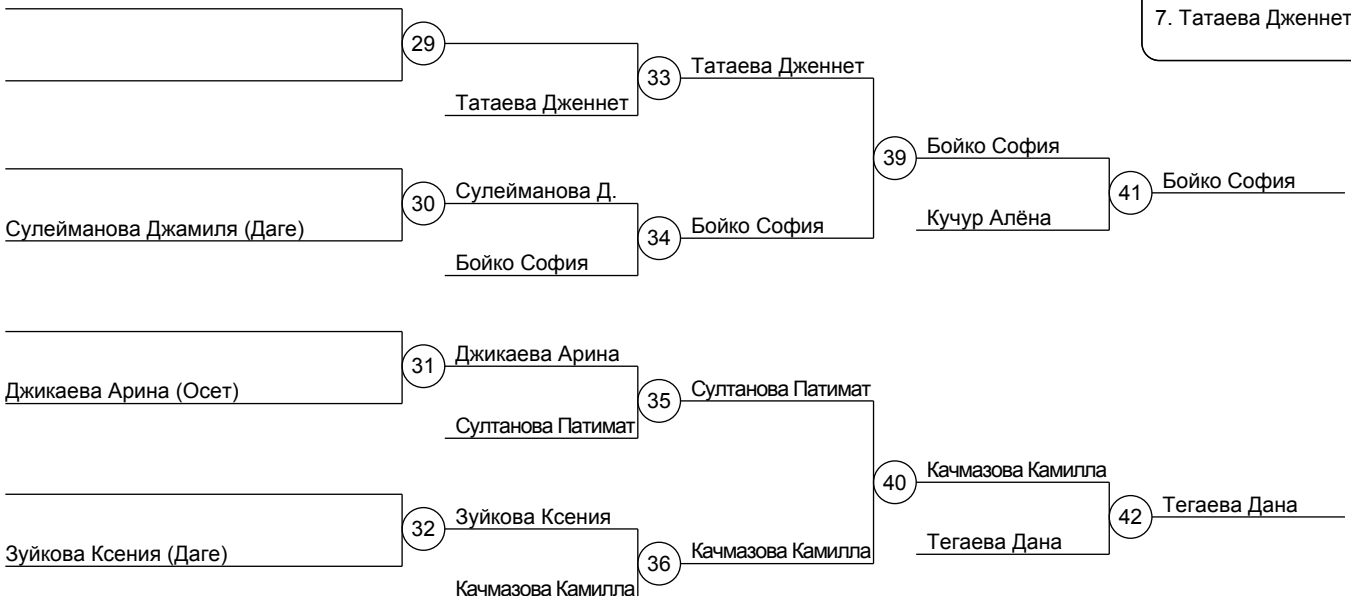 7. Татаева Дженнет
29
33
Татаева Дженнет
Татаева Дженнет
39
Бойко София
30
Сулейманова Д.
41
Бойко София
Сулейманова Джамиля (Даге)
34
Бойко София
Кучур Алёна
Бойко София
31
Джикаева Арина
Джикаева Арина (Осет)
35
Султанова Патимат
Султанова Патимат
40
Качмазова Камилла
32
Зуйкова Ксения
42
Тегаева Дана
Зуйкова Ксения (Даге)
36
Качмазова Камилла
Тегаева Дана
Качмазова Камилла